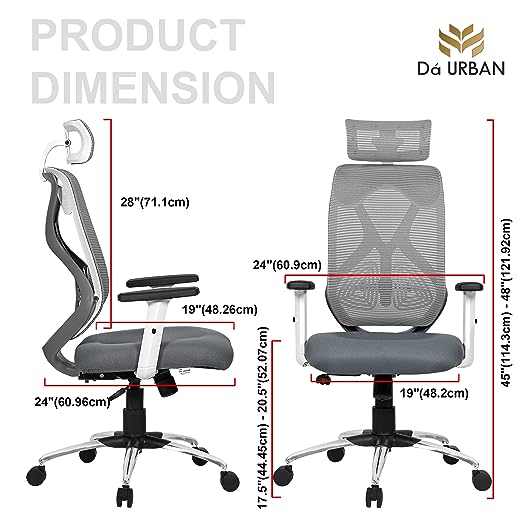 PRODUCT
DIMENSION
Dá URBAN
28"(71.1cm)
19"(48.26cm)
24"(60.96cm)
24"(60.9cm)
19"(48.2cm)
17.5"(44.45cm) - 20.5"(52.07cm)
45"(114.3cm) - 48"(121.92cm)